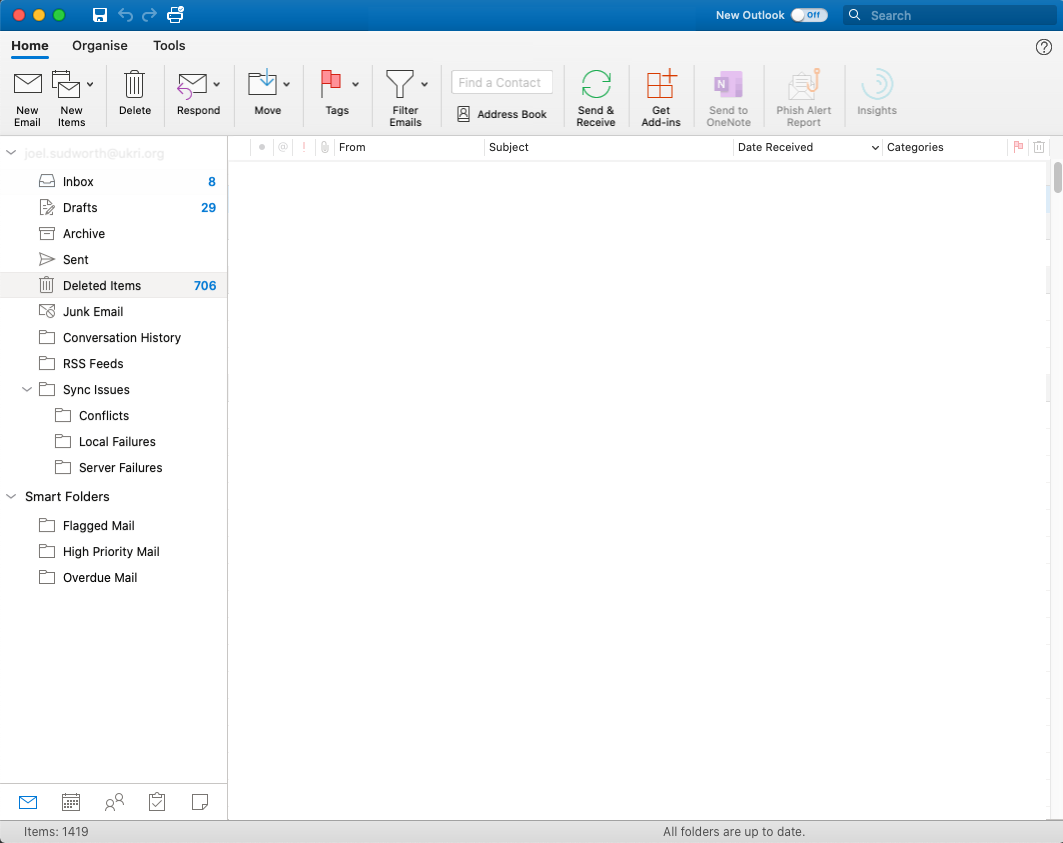 New Outlook Off Search
Home Organise Tools
New Email
New Items
Delete
Respond
Move
Tags
Filter Emails
Find a Contact
Address Book
Send & Receive
Get Add-ins
Send to OneNote
Phish Alert Report
Insights
joel.sudworth@ukri.org
From Subject Date Received Categories
Inbox 8
Drafts 29
Archive
Sent
Deleted Items 706
Junk Email
Conversation History
RSS Feeds
Sync Issues
Conflicts
Local Failures
Server Failures
Smart Folders
Flagged Mail
High Priority Mail
Overdue Mail
Items: 1419 All folders are up to date.